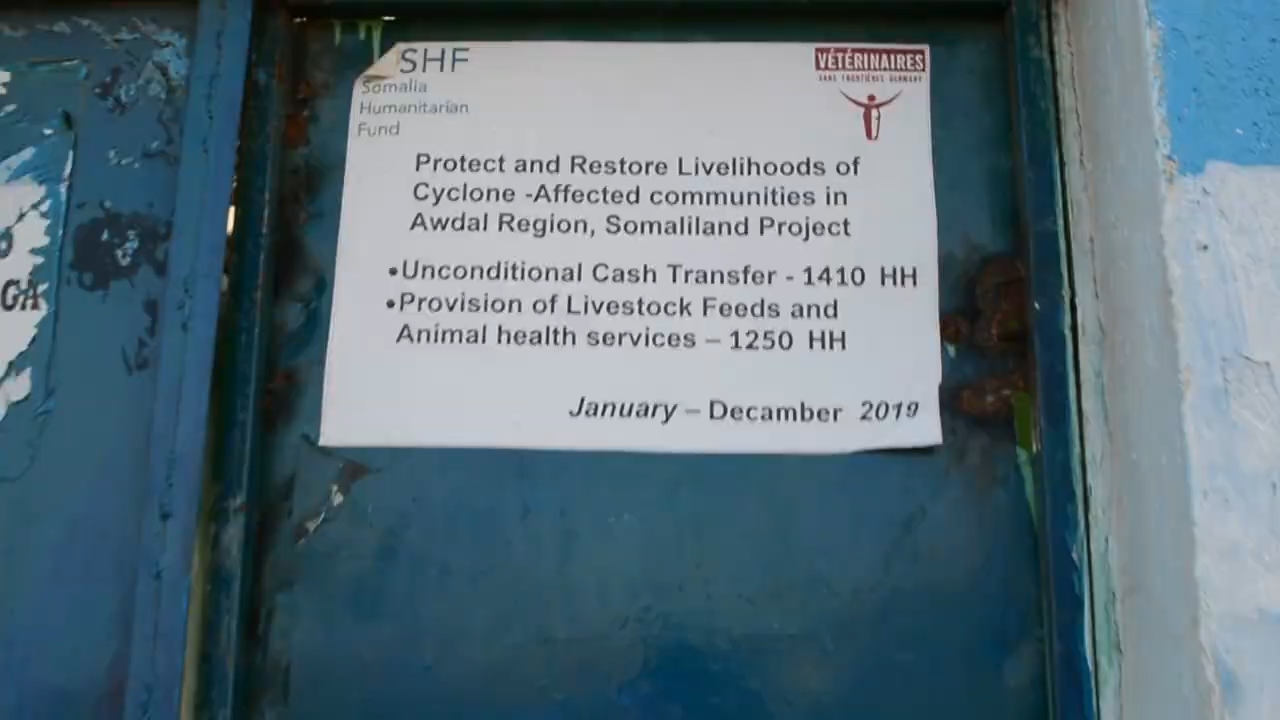 SHF
Somalia
Humanitarian
Fund
VÉTÉRINAIRES
SANS FRONTIÈRES GERMANY
Protect and Restore Livelihoods of
Cyclone -Affected communities in
Awdal Region, Somaliland Project
•Unconditional Cash Transfer - 1410 HH
•Provision of Livestock Feeds and
Animal health services – 1250 HH
January – Decamber 2019
GA